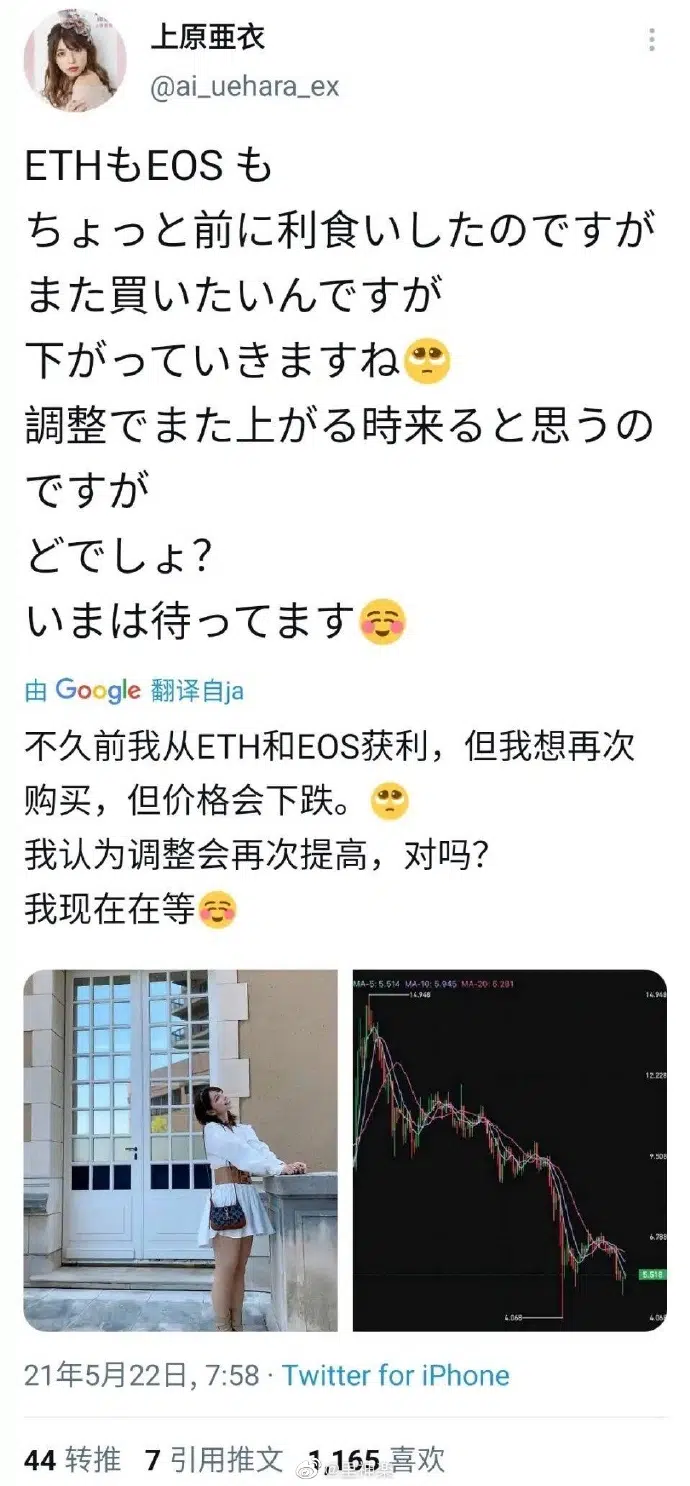 上原亜衣
@ai_uehara_ex
ETHもEOS も
ちょっと前に利食いしたのですが
また買いたいんですが
下がっていきますね🥺
調整でまた上がる時来ると思うの
ですが
どでしょ?
いまは待ってます☺️
由 Google 翻译自ja
不久前我从ETH和EOS获利，但我想再次
购买，但价格会下跌。🥺
我认为调整会再次提高，对吗?
我现在在等☺️
MA-5: 5.514 MA-10: 5.945 MA-20: 6.281
14.948
14.948
12.228
9.508
6.788
5.518
4.068
4.068
21年5月22日, 7:58 · Twitter for iPhone
44 转推 7 引用推文 1,165 喜欢